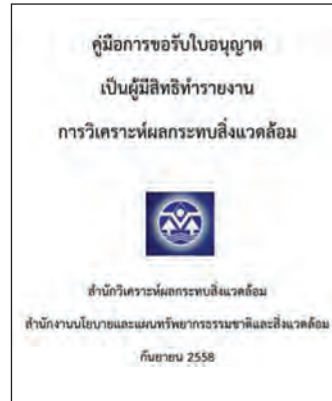 คู่มือการขอรับใบอนุญาต
เป็นผู้มีสิทธิทำรายงาน
การวิเคราะห์ผลกระทบสิ่งแวดล้อม
สำนักวิเคราะห์ผลกระทบสิ่งแวดล้อม
สำนักงานนโยบายและแผนทรัพยากรธรรมชาติและสิ่งแวดล้อม
กันยายน 2558